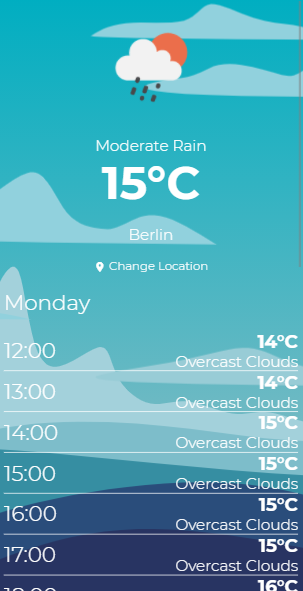 Moderate Rain
15°C
Berlin
Change Location
Monday
14°C
12:00
Overcast Clouds
14°C
13:00
Overcast Clouds
15°C
14:00
Overcast Clouds
15°C
15:00
Overcast Clouds
15°C
16:00
Overcast Clouds
15°C
17:00
Overcast Clouds
16°C